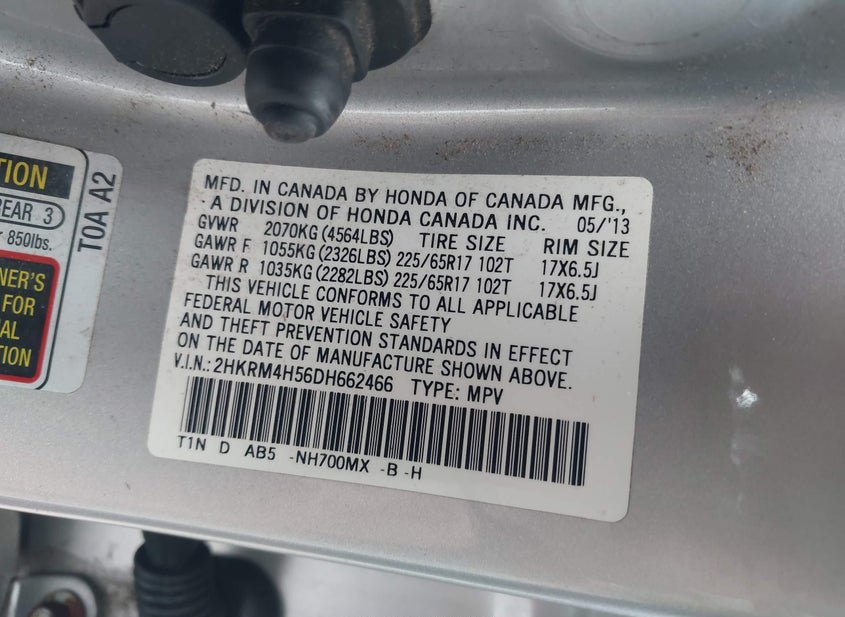 TION
REAR 3
r 850lbs.
T0A A2
NER'S
FOR
AL
TION
MFD. IN CANADA BY HONDA OF CANADA MFG.,
A DIVISION OF HONDA CANADA INC. 05/'13
GVWR 2070KG (4564LBS) TIRE SIZE RIM SIZE
GAWR F 1055KG (2326LBS) 225/65R17 102T 17X6.5J
GAWR R 1035KG (2282LBS) 225/65R17 102T 17X6.5J
THIS VEHICLE CONFORMS TO ALL APPLICABLE
FEDERAL MOTOR VEHICLE SAFETY
AND THEFT PREVENTION STANDARDS IN EFFECT
ON THE DATE OF MANUFACTURE SHOWN ABOVE.
V.I.N.: 2HKRM4H56DH662466 TYPE: MPV
T1N D AB5 -NH700MX -B -H